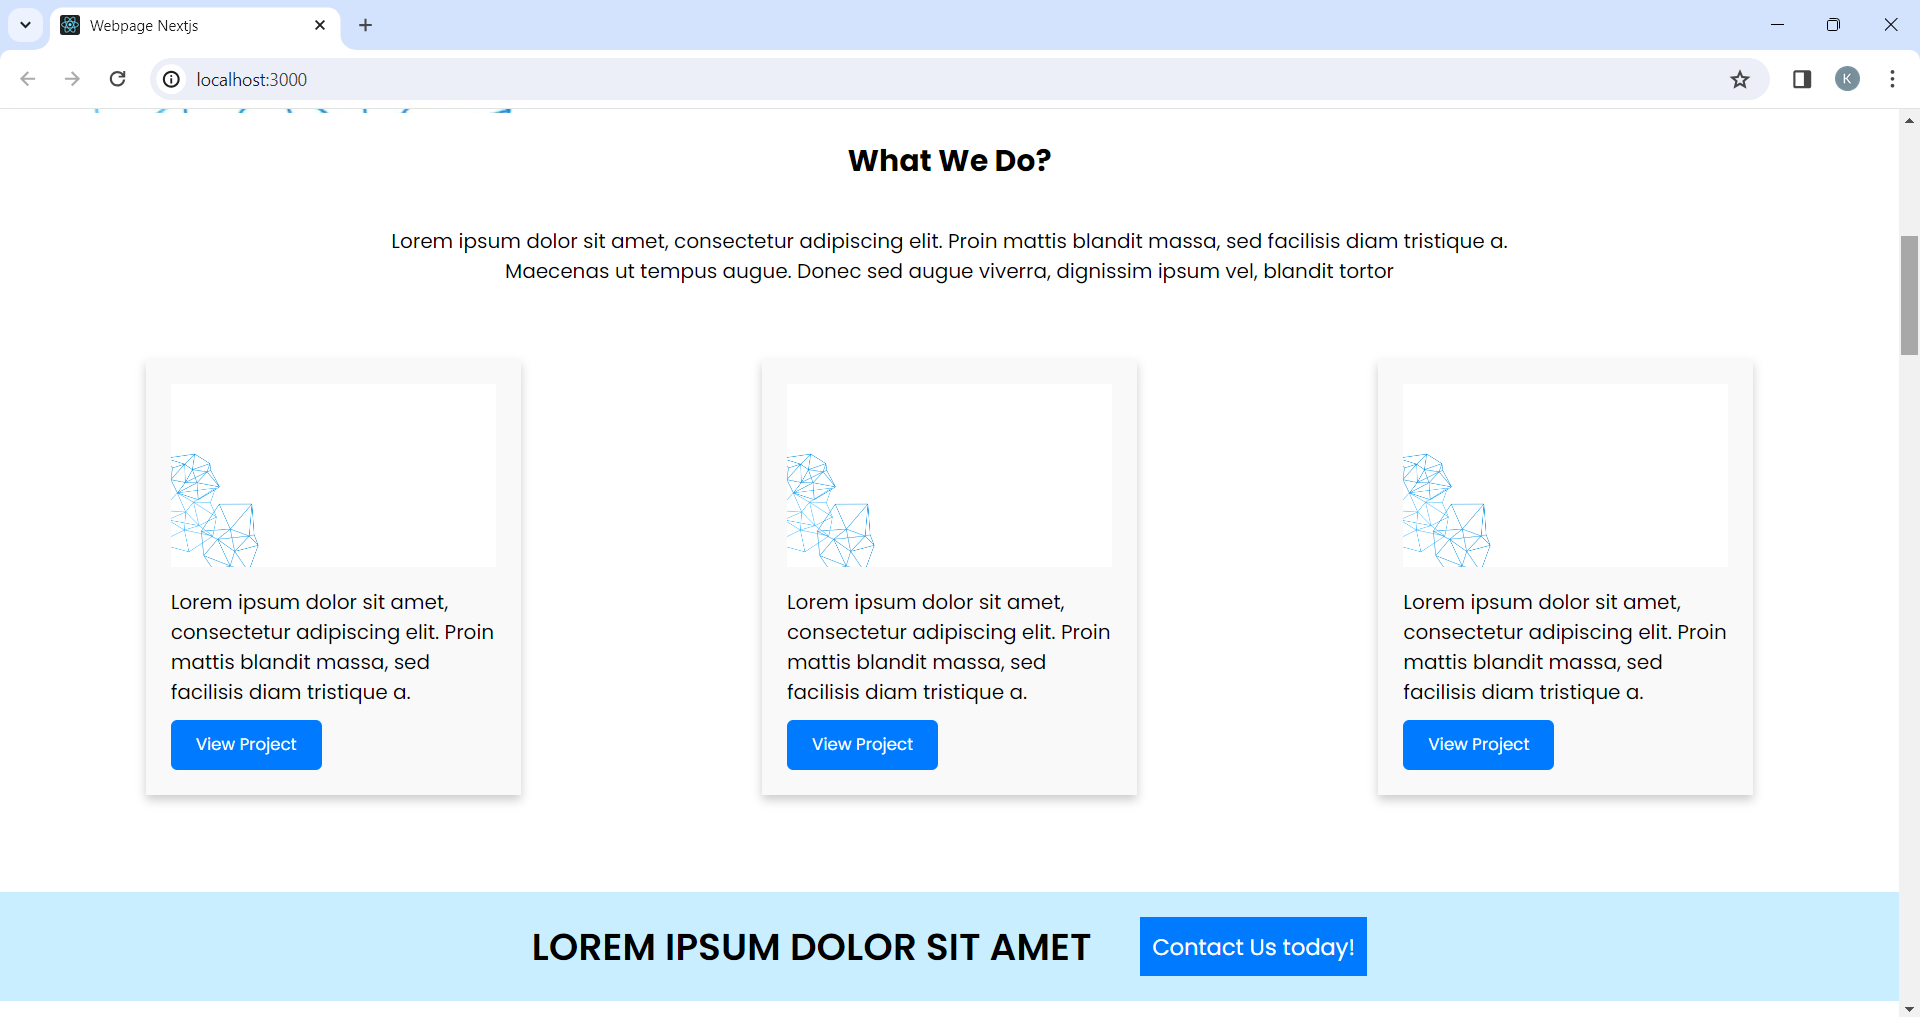 Webpage Nextjs
localhost:3000
K
What We Do?
Lorem ipsum dolor sit amet, consectetur adipiscing elit. Proin mattis blandit massa, sed facilisis diam tristique a.
Maecenas ut tempus augue. Donec sed augue viverra, dignissim ipsum vel, blandit tortor
Lorem ipsum dolor sit amet,
consectetur adipiscing elit. Proin
mattis blandit massa, sed
facilisis diam tristique a.
View Project
Lorem ipsum dolor sit amet,
consectetur adipiscing elit. Proin
mattis blandit massa, sed
facilisis diam tristique a.
View Project
Lorem ipsum dolor sit amet,
consectetur adipiscing elit. Proin
mattis blandit massa, sed
facilisis diam tristique a.
View Project
LOREM IPSUM DOLOR SIT AMET
Contact Us today!